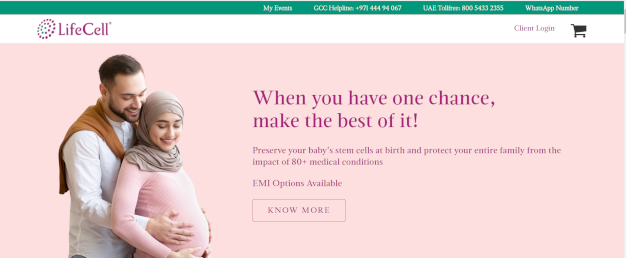 My Events GCC Helpline: +971 444 94 067 UAE Tollfree: 800 5433 2355 WhatsApp Number
LifeCell
Client Login
When you have one chance,
make the best of it!
Preserve your baby's stem cells at birth and protect your entire family from the
impact of 80+ medical conditions
EMI Options Available
KNOW MORE